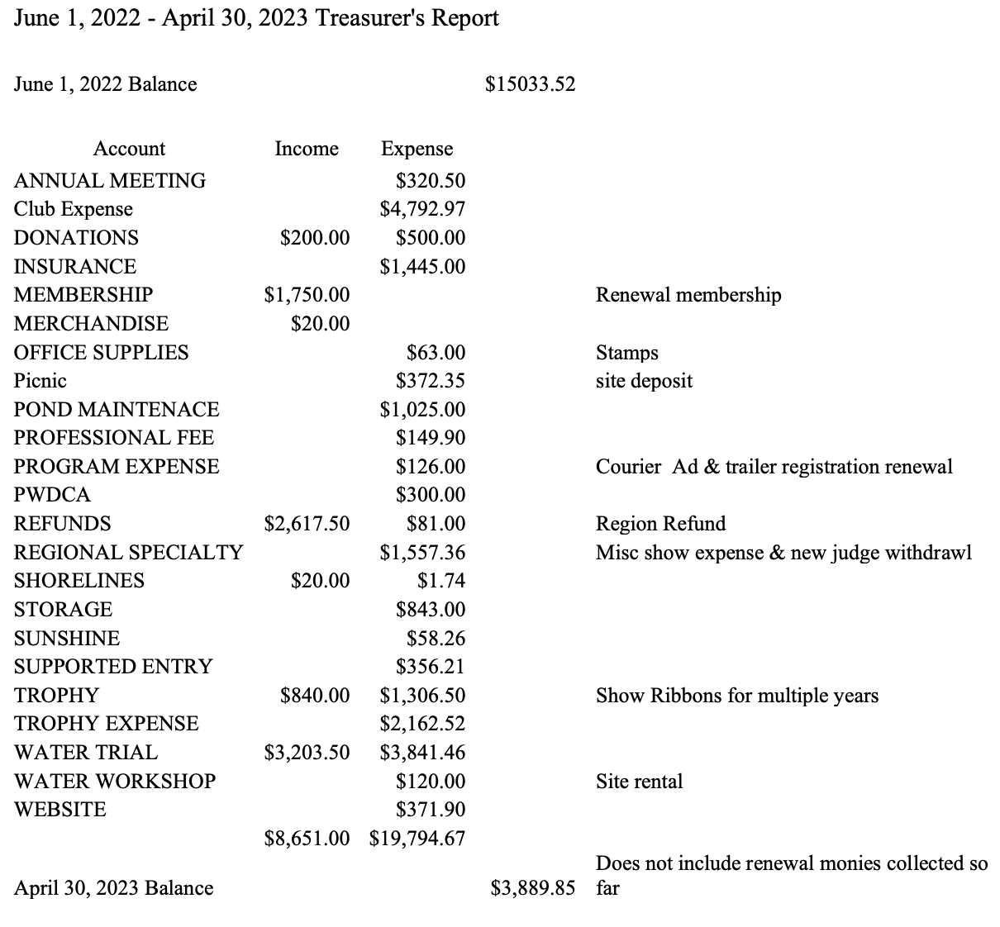 June 1, 2022 - April 30, 2023 Treasurer's Report
June 1, 2022 Balance $15033.52
Account Income Expense
ANNUAL MEETING $320.50
Club Expense $4,792.97
DONATIONS $200.00 $500.00
INSURANCE $1,445.00
MEMBERSHIP $1,750.00 Renewal membership
MERCHANDISE $20.00
OFFICE SUPPLIES $63.00 Stamps
Picnic $372.35 site deposit
POND MAINTENACE $1,025.00
PROFESSIONAL FEE $149.90
PROGRAM EXPENSE $126.00 Courier Ad & trailer registration renewal
PWDCA $300.00
REFUNDS $2,617.50 $81.00 Region Refund
REGIONAL SPECIALTY $1,557.36 Misc show expense & new judge withdrawl
SHORELINES $20.00 $1.74
STORAGE $843.00
SUNSHINE $58.26
SUPPORTED ENTRY $356.21
TROPHY $840.00 $1,306.50 Show Ribbons for multiple years
TROPHY EXPENSE $2,162.52
WATER TRIAL $3,203.50 $3,841.46
WATER WORKSHOP $120.00 Site rental
WEBSITE $371.90
$8,651.00 $19,794.67
Does not include renewal monies collected so
April 30, 2023 Balance $3,889.85 far